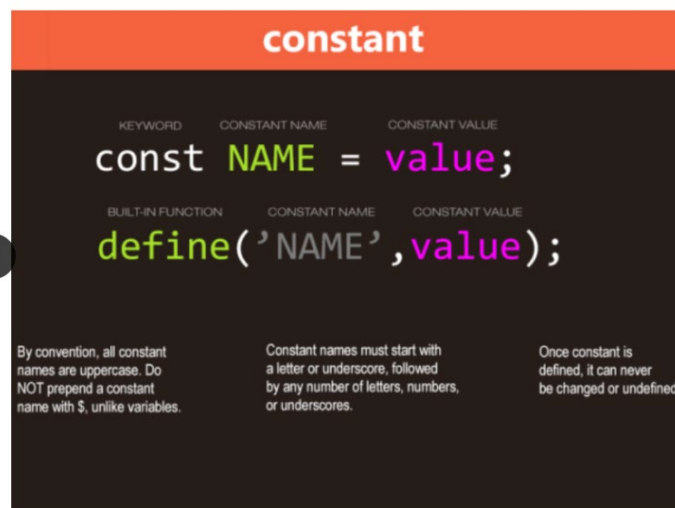 constant
KEYWORD CONSTANT NAME CONSTANT VALUE
const NAME = value;
BUILT-IN FUNCTION CONSTANT NAME CONSTANT VALUE
define(’NAME’,value);
By convention, all constant
names are uppercase. Do
NOT prepend a constant
name with $, unlike variables.
Constant names must start with
a letter or underscore, followed
by any number of letters, numbers,
or underscores.
Once constant is
defined, it can never
be changed or undefined